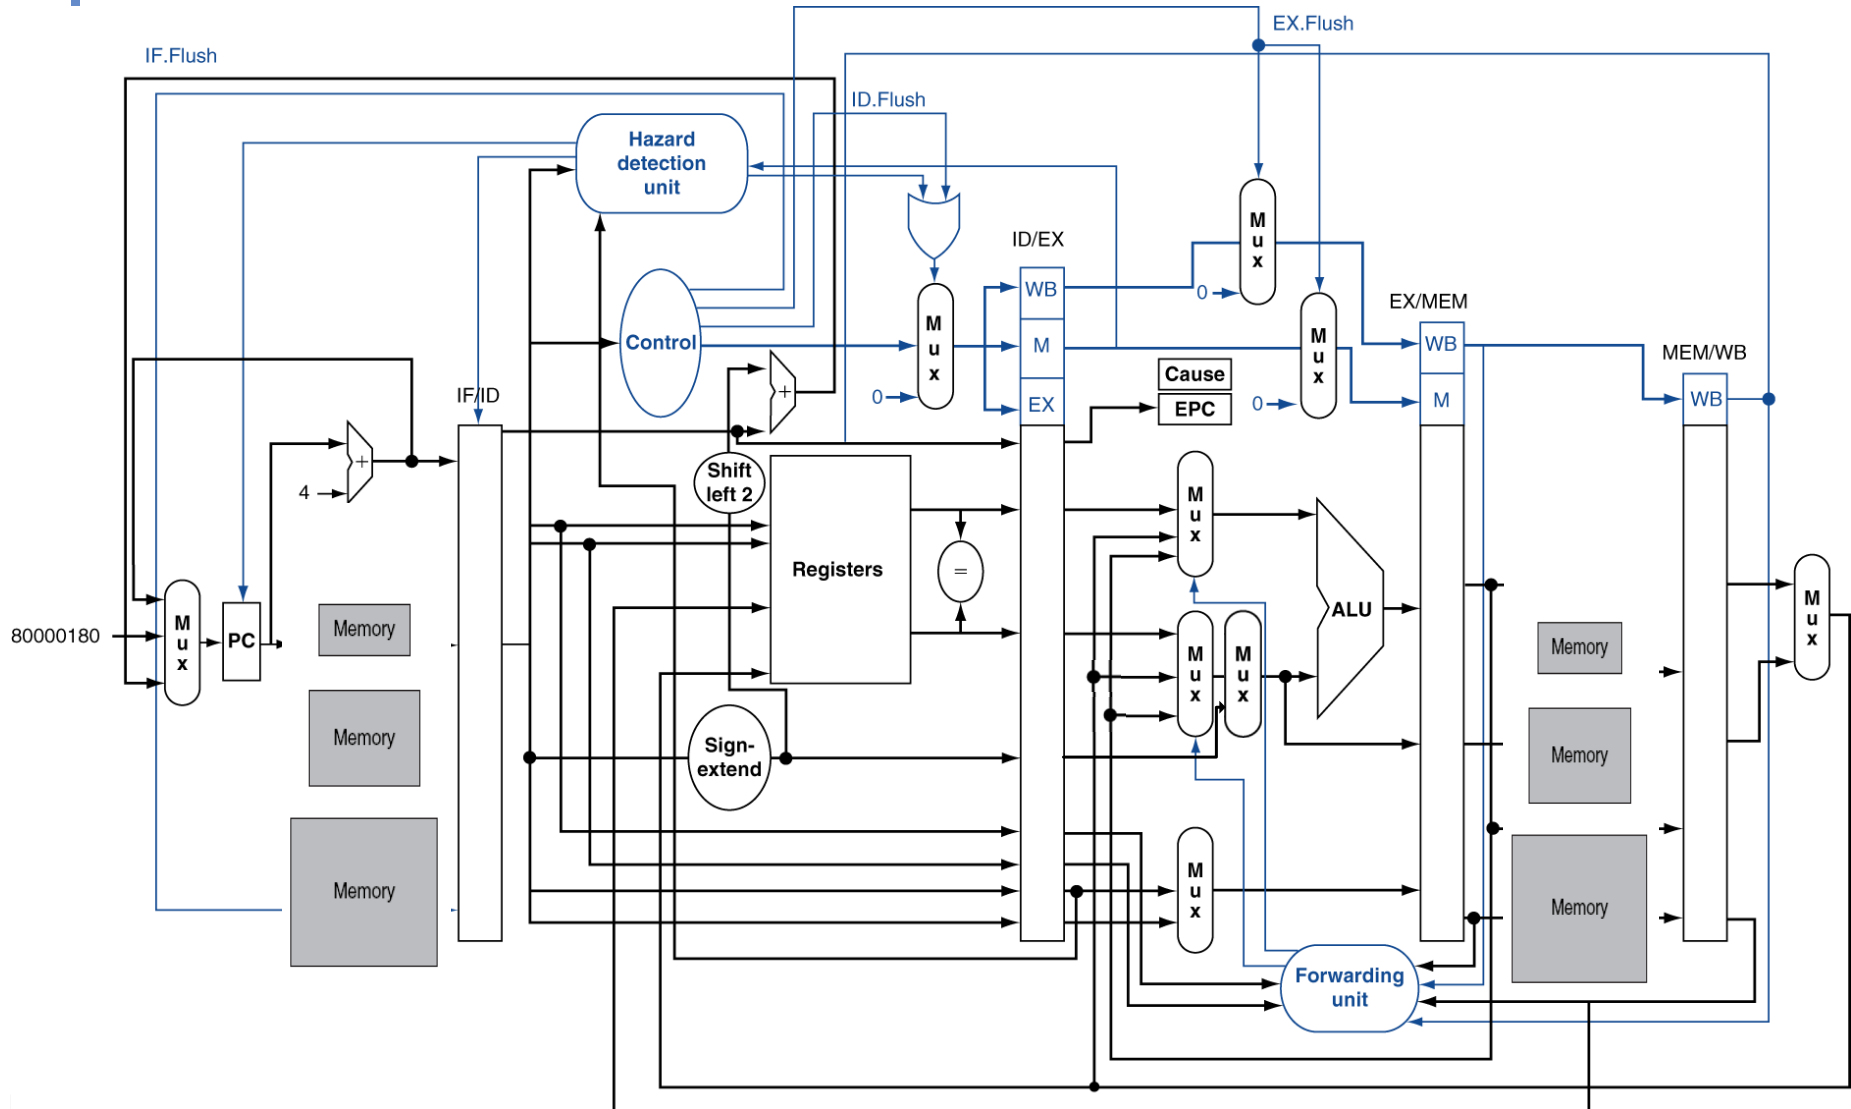 EX.Flush
IF.Flush
ID.Flush
Hazard
detection
unit
M
u
x
ID/EX
WB
0
EX/MEM
M
u
x
Control
M
u
x
M
WB
MEM/WB
0
Cause
EPC
0
M
WB
IF/ID
EX
+
+
4
Shift
left 2
M
u
x
Registers
=
ALU
80000180
M
u
x
PC
Memory
M
u
x
M
u
x
Memory
M
u
x
Memory
Sign-
extend
Memory
Memory
M
u
x
Memory
Forwarding
unit